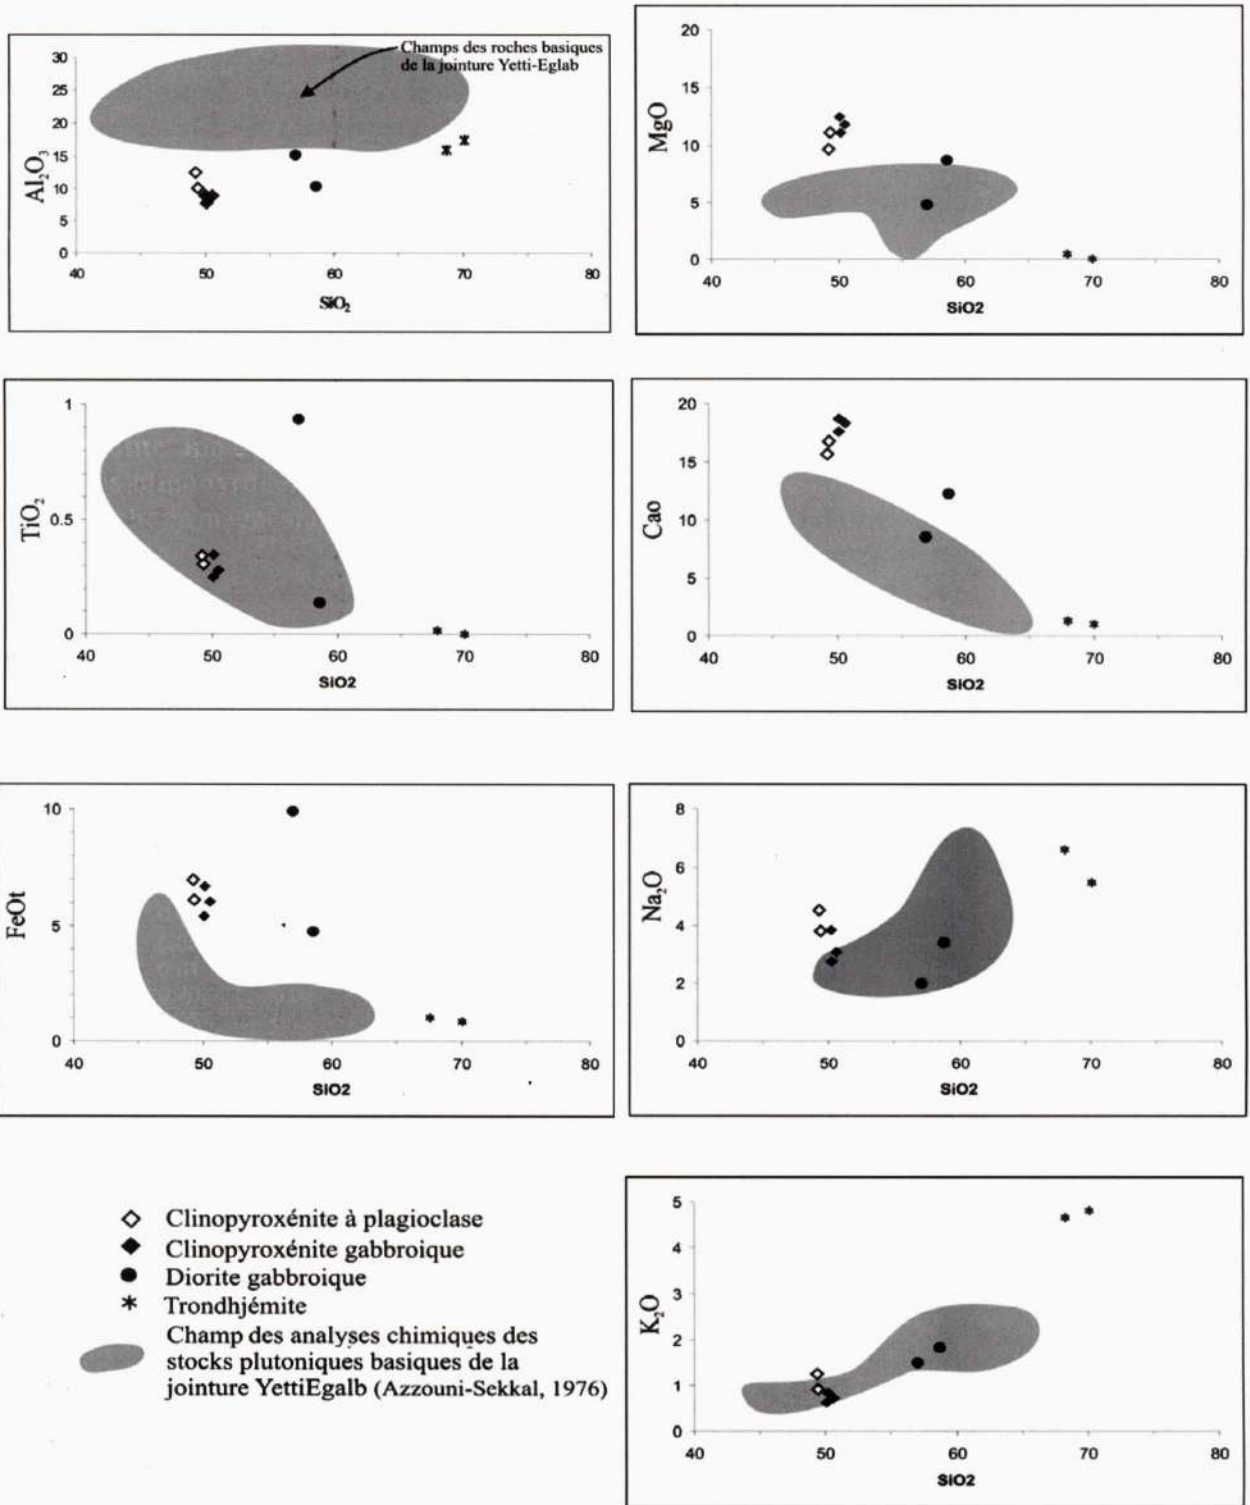 Champs des roches basiques
de la jointure Yetti-Eglab
Al₂O₃
30
25
20
15
10
5
0
40 50 60 70 80
SiO₂
MgO
20
15
10
5
0
40 50 60 70 80
SiO2
TiO₂
1
0.5
0
40 50 60 70 80
SiO2
Cao
20
15
10
5
0
40 50 60 70 80
SiO2
FeOt
10
5
0
40 50 60 70 80
SiO2
Na₂O
8
6
4
2
0
40 50 60 70 80
SiO2
Clinopyroxénite à plagioclase
Clinopyroxénite gabbroique
Diorite gabbroique
Trondhjémite
Champ des analyses chimiques des
stocks plutoniques basiques de la
jointure YettiEgalb (Azzouni-Sekkal, 1976)
K₂O
5
4
3
2
1
0
40 50 60 70 80
SiO2